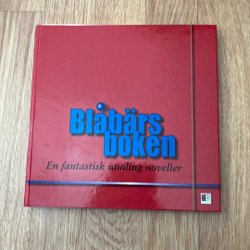 Blåbärs
boken
En fantastisk samling noveller